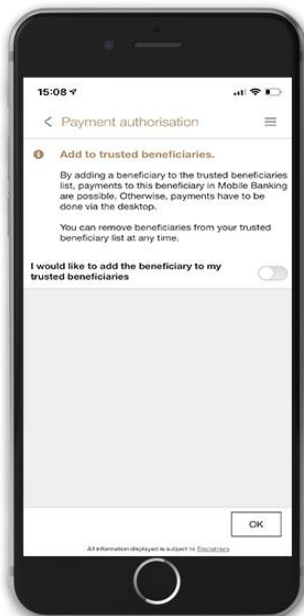 15:08
Payment authorisation
Add to trusted beneficiaries.
By adding a beneficiary to the trusted beneficiaries
list, payments to this beneficiary in Mobile Banking
are possible. Otherwise, payments have to be
done via the desktop.
You can remove beneficiaries from your trusted
beneficiary list at any time.
I would like to add the beneficiary to my
trusted beneficiaries
OK
All information displayed is subject to Disclaimers